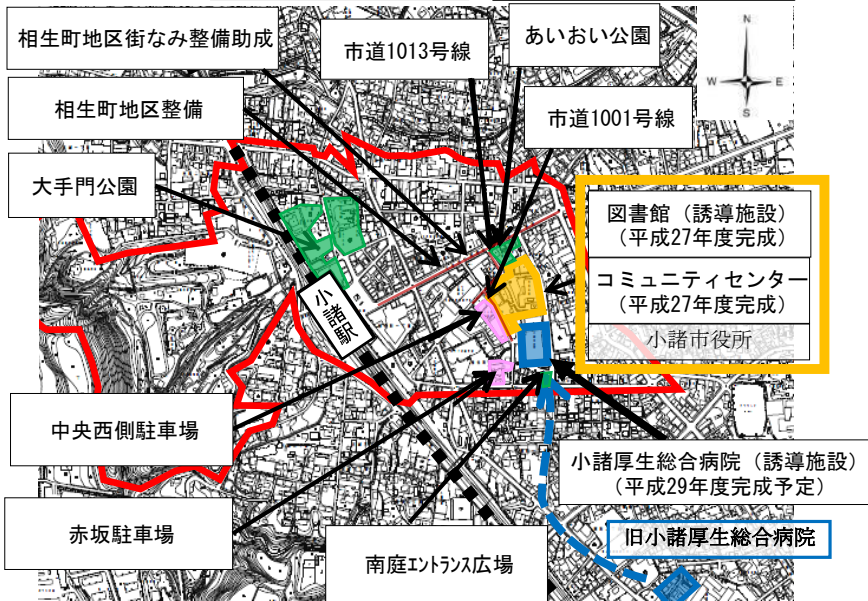 相生町地区街なみ整備助成
市道1013号線
あいおい公園
N
W
E
S
相生町地区整備
市道1001号線
大手門公園
図書館（誘導施設）
（平成27年度完成）
コミュニティセンター
（平成27年度完成）
小諸市役所
小諸駅
中央西側駐車場
小諸厚生総合病院（誘導施設）
（平成29年度完成予定）
赤坂駐車場
南庭エントランス広場
旧小諸厚生総合病院